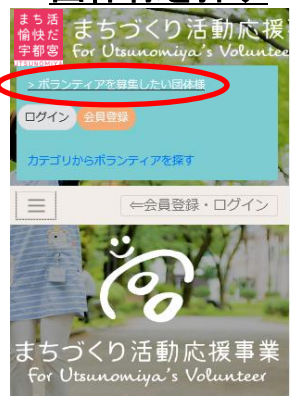 まち活
愉快だ
宇都宮
UTSUNOMIYA
まちづくり活動応援
For Utsunomiya's Voluntee
> ボランティアを募集したい団体様
ログイン 会員登録
カテゴリからボランティアを探す
⇐会員登録・ログイン
まちづくり活動応援事業
For Utsunomiya's Volunteer